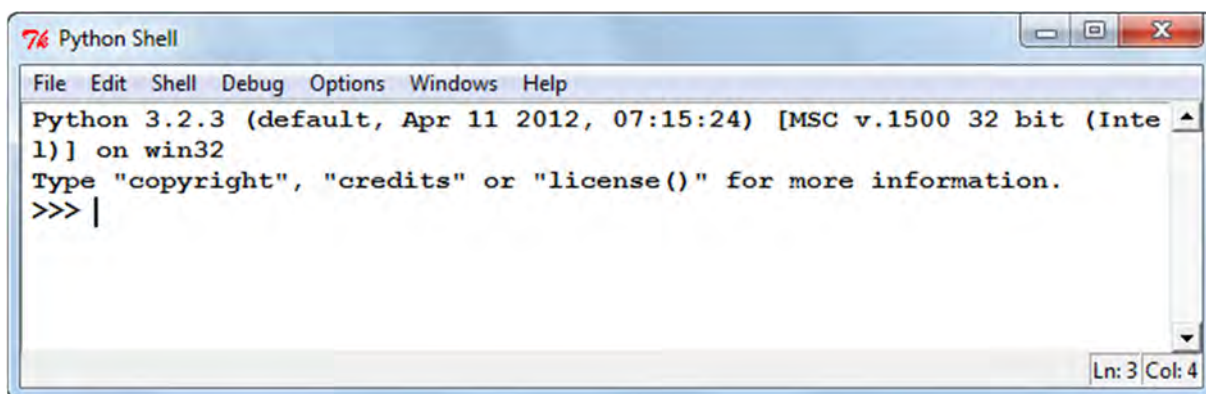 Python Shell
File Edit Shell Debug Options Windows Help
Python 3.2.3 (default, Apr 11 2012, 07:15:24) [MSC v.1500 32 bit (Inte
l)] on win32
Type "copyright", "credits" or "license()" for more information.
>>>
Ln: 3 Col: 4